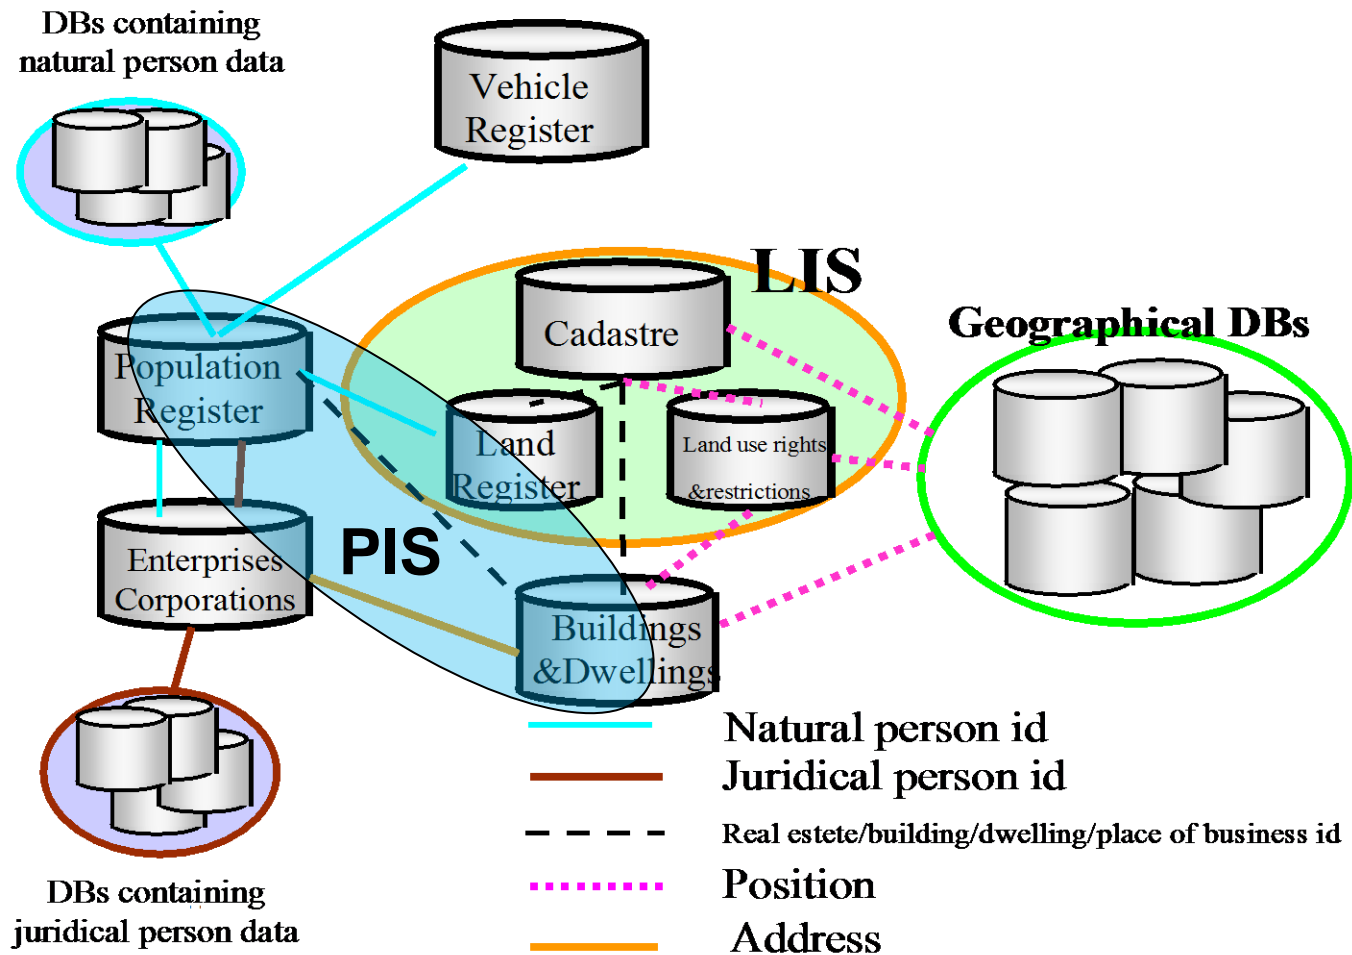 DBs containing
natural person data
Vehicle
Register
LIS
Cadastre
Geographical DBs
Population
Register
Land
Register
Land use rights
&restrictions
PIS
Enterprises
Corporations
Buildings
&Dwellings
Natural person id
Juridical person id
Real estete/building/dwelling/place of business id
Position
Address
DBs containing
juridical person data